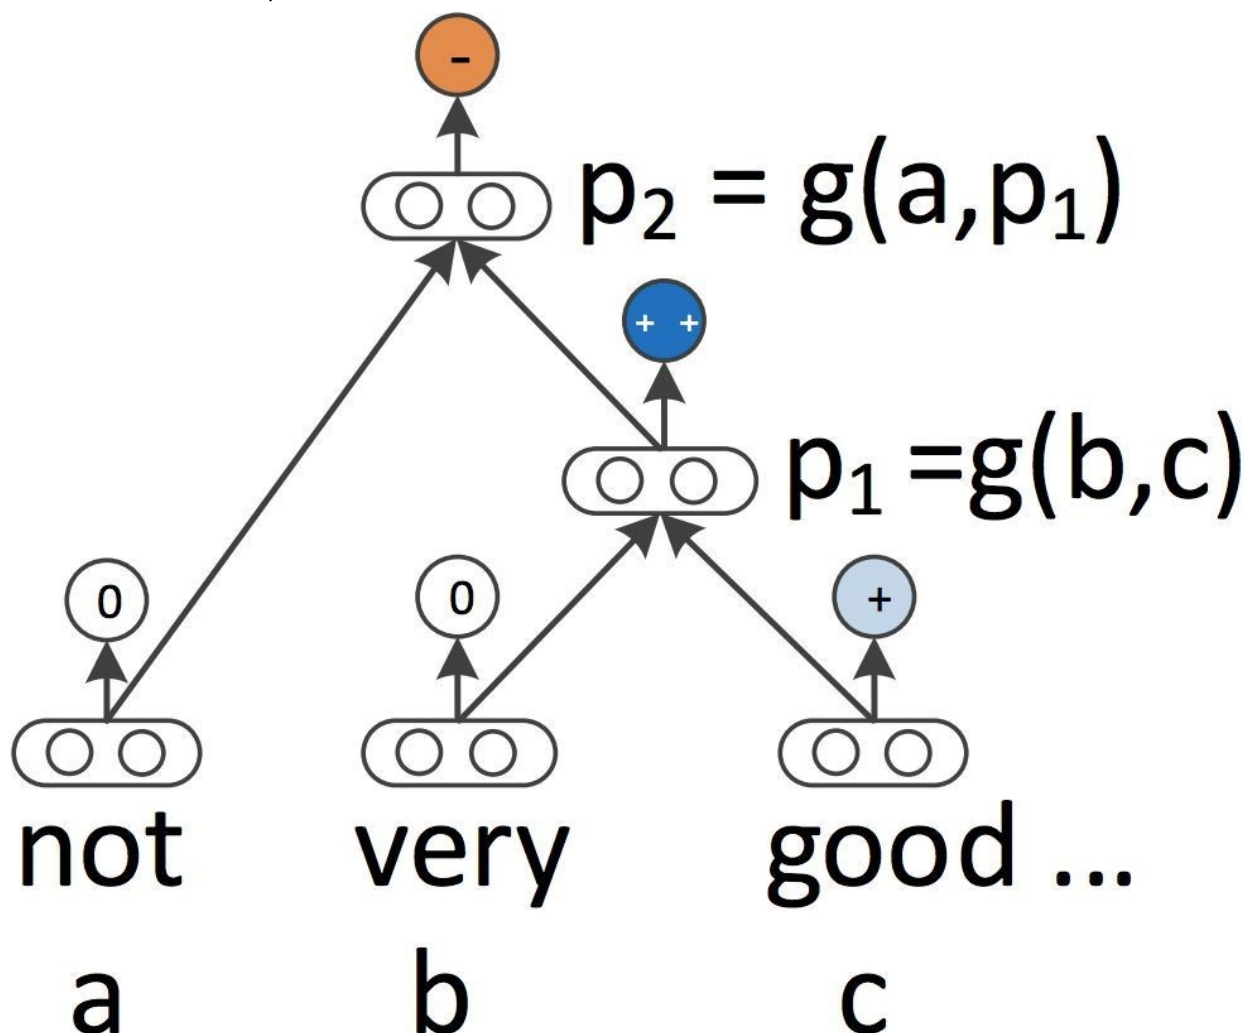 -
p₂ = g(a,p₁)
+ +
p₁ =g(b,c)
0 0 +
not very good ...
a b c